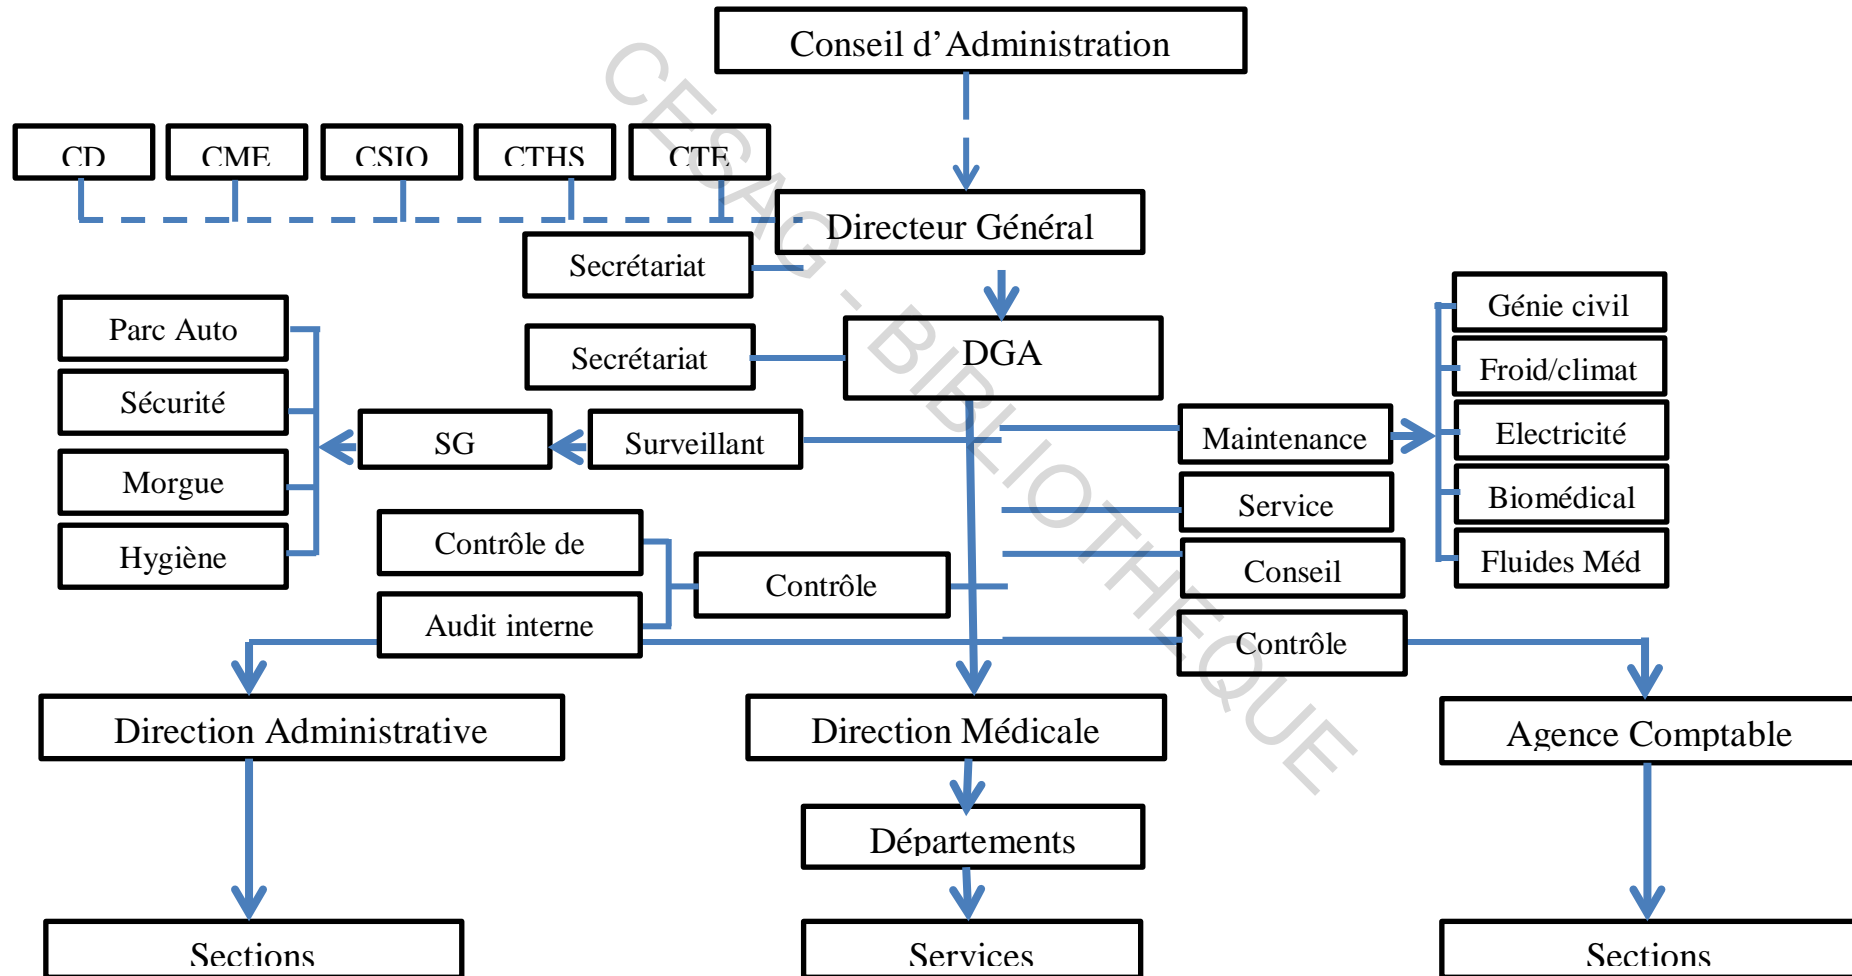 Conseil d'Administration
CD
CME
CSIO
CTHS
CTE
Directeur Général
Secrétariat
DGA
Secrétariat
Parc Auto
Sécurité
Morgue
Hygiène
SG
Surveillant
Maintenance
Service
Conseil
Contrôle
Génie civil
Froid/climat
Electricité
Biomédical
Fluides Méd
Contrôle de
Audit interne
Contrôle
Direction Administrative
Direction Médicale
Agence Comptable
Départements
Sections
Services
Sections
CESAG - BIBLIOTHEQUE